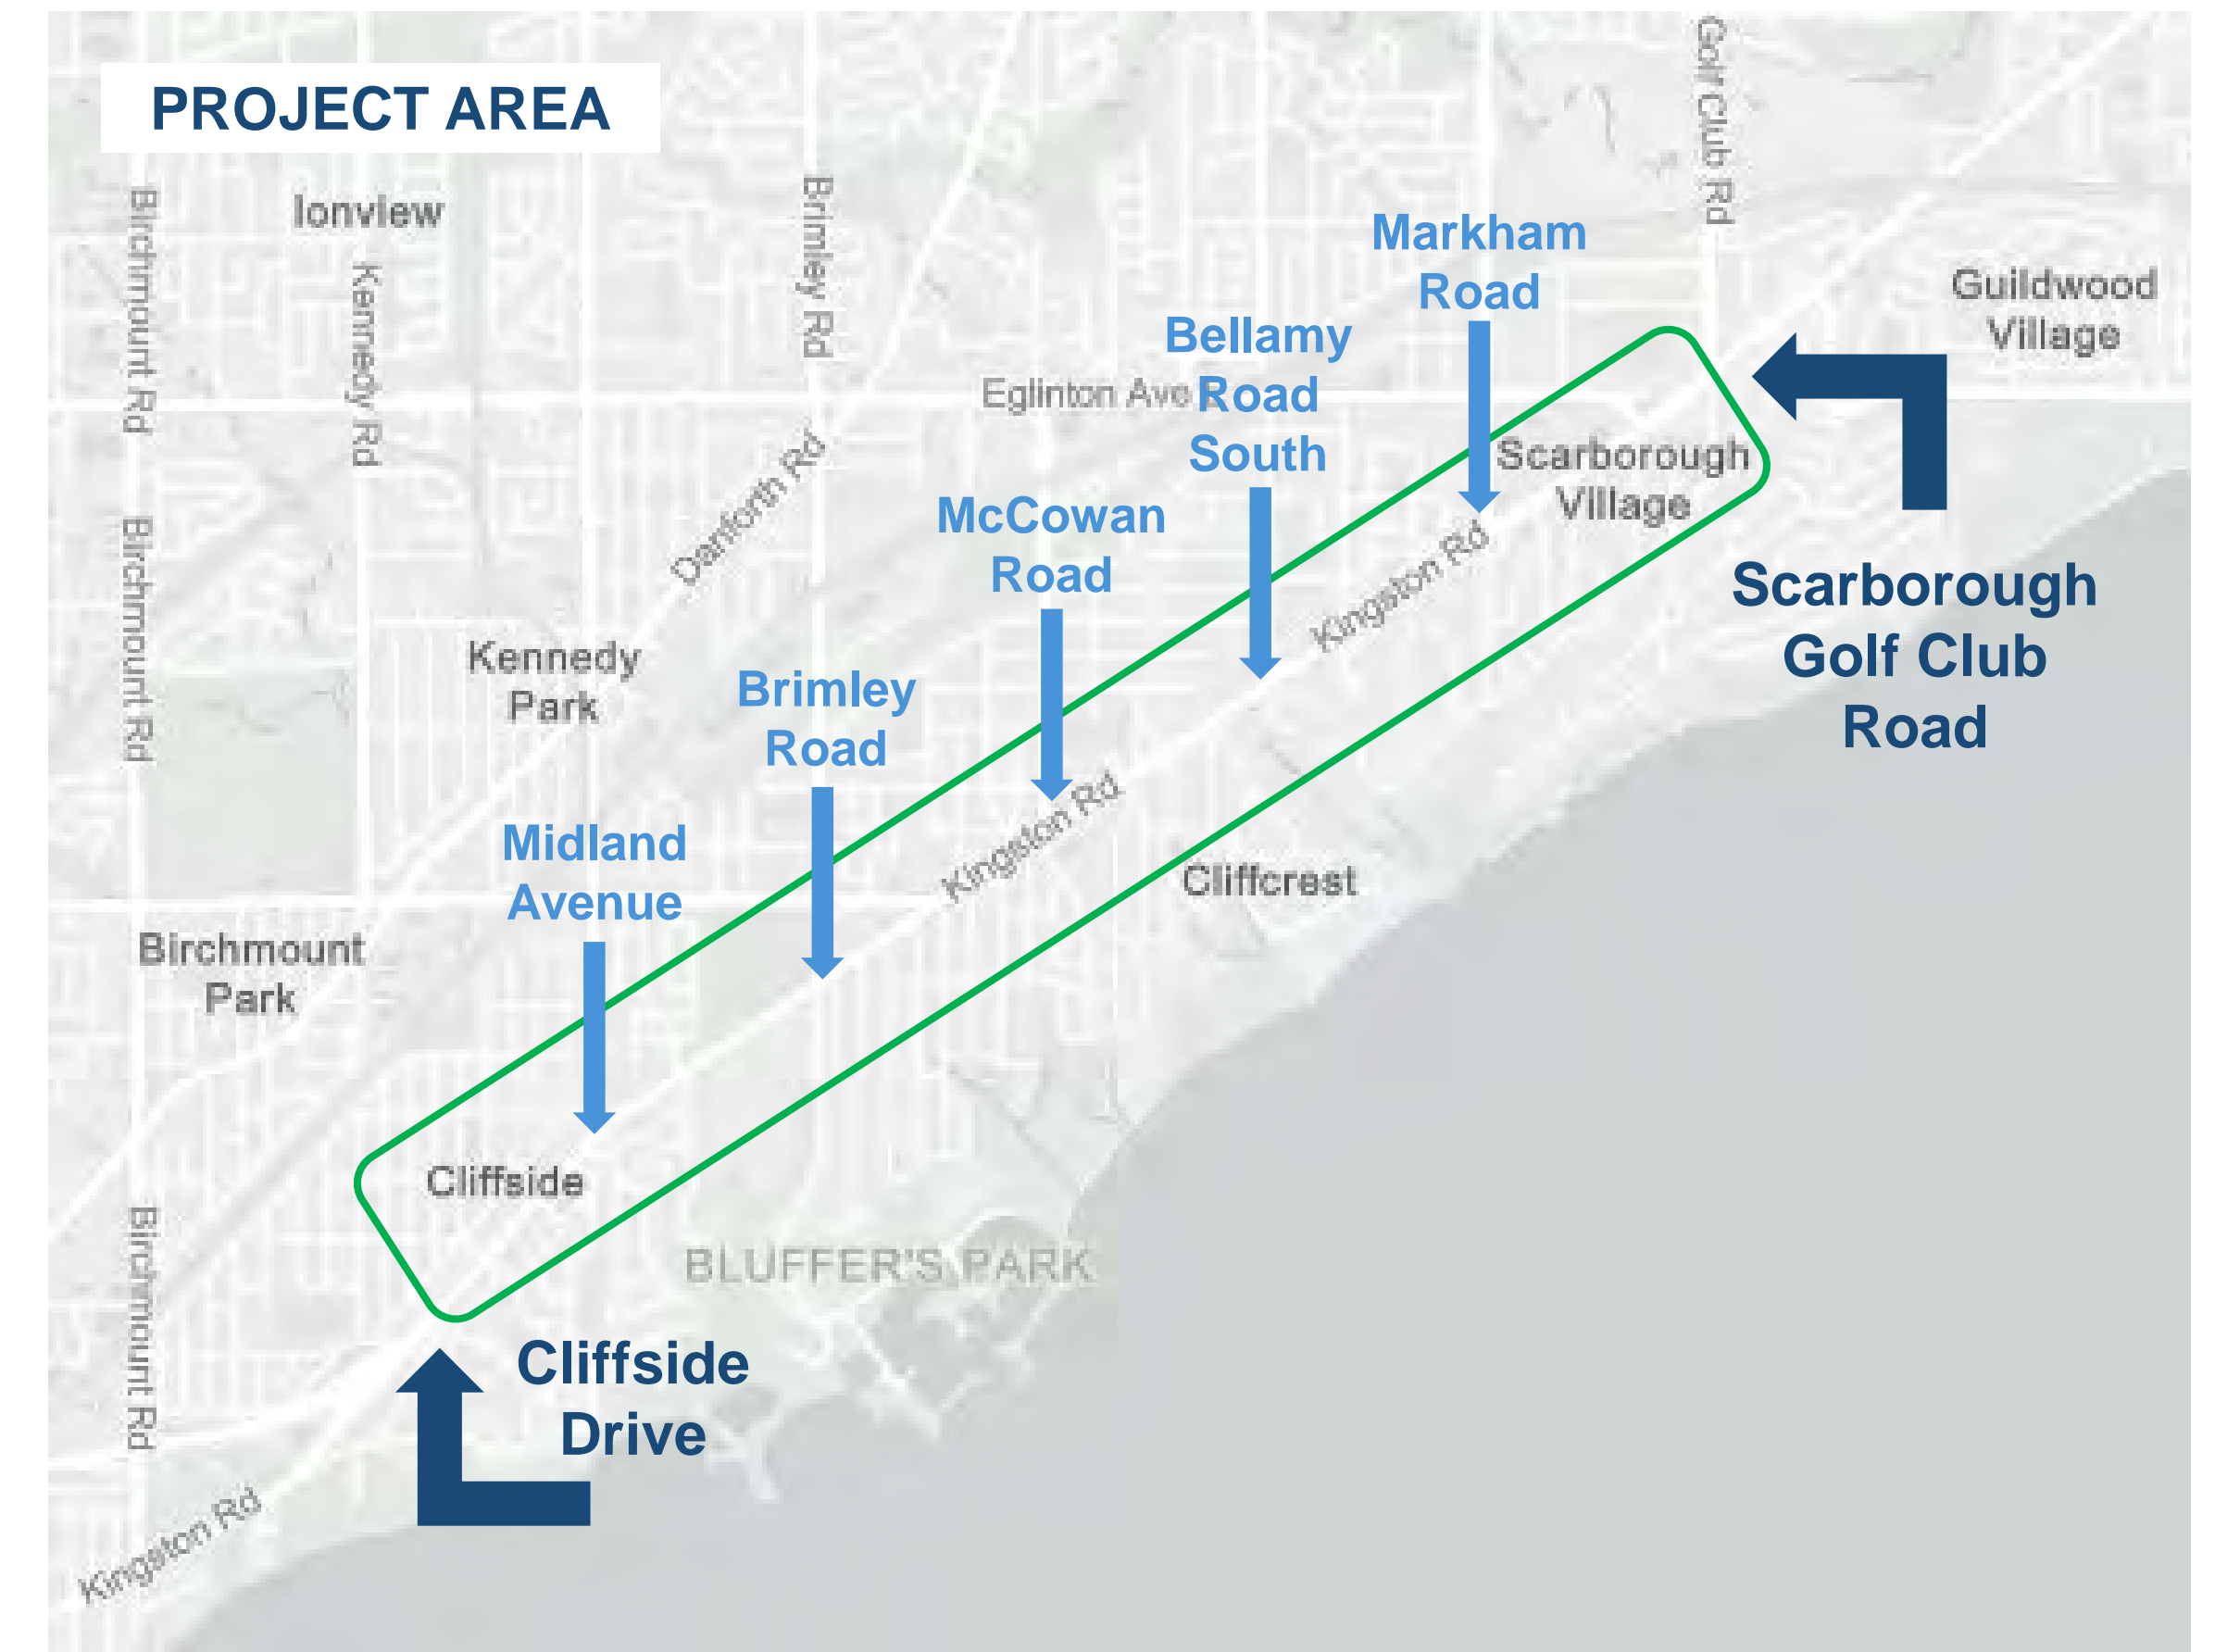 PROJECT AREA
Golf Club Rd
Birchmount Rd
Ionview
Brimley Rd
Kennedy Rd
Markham
Road
Guildwood
Village
Bellamy
Road
South
Eglinton Ave
Scarborough
Village
Danforth Rd
McCowan
Road
Kingston Rd
Birchmount Rd
Scarborough
Golf Club
Road
Kennedy
Park
Brimley
Road
Kingston Rd
Midland
Avenue
Cliffcrest
Birchmount
Park
Cliffside
BLUFFER'S PARK
Birchmount Rd
Cliffside
Drive
Kingston Rd